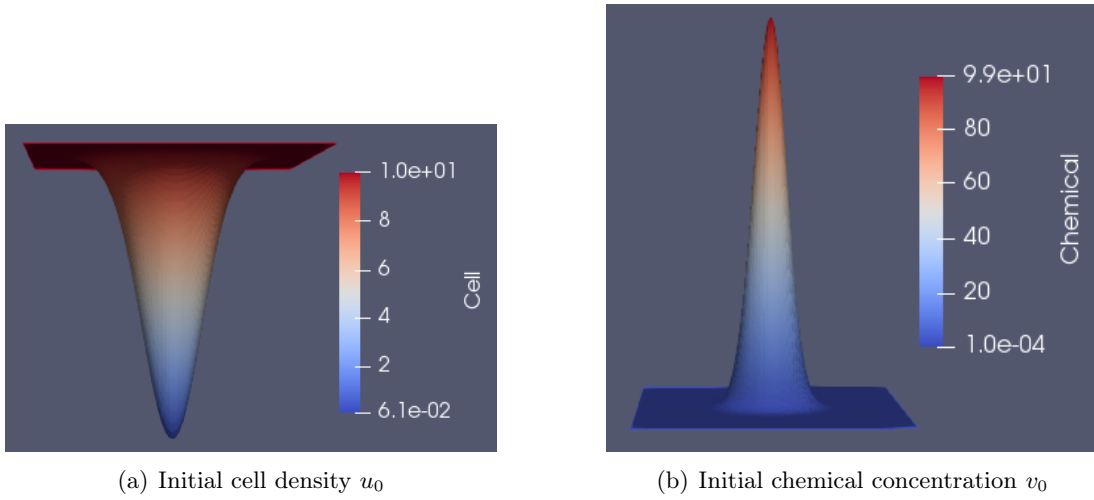 1.0e+01
8
6
4
2
6.1e-02
Cell
9.9e+01
80
60
40
20
1.0e-04
Chemical
(a) Initial cell density u₀
(b) Initial chemical concentration v₀